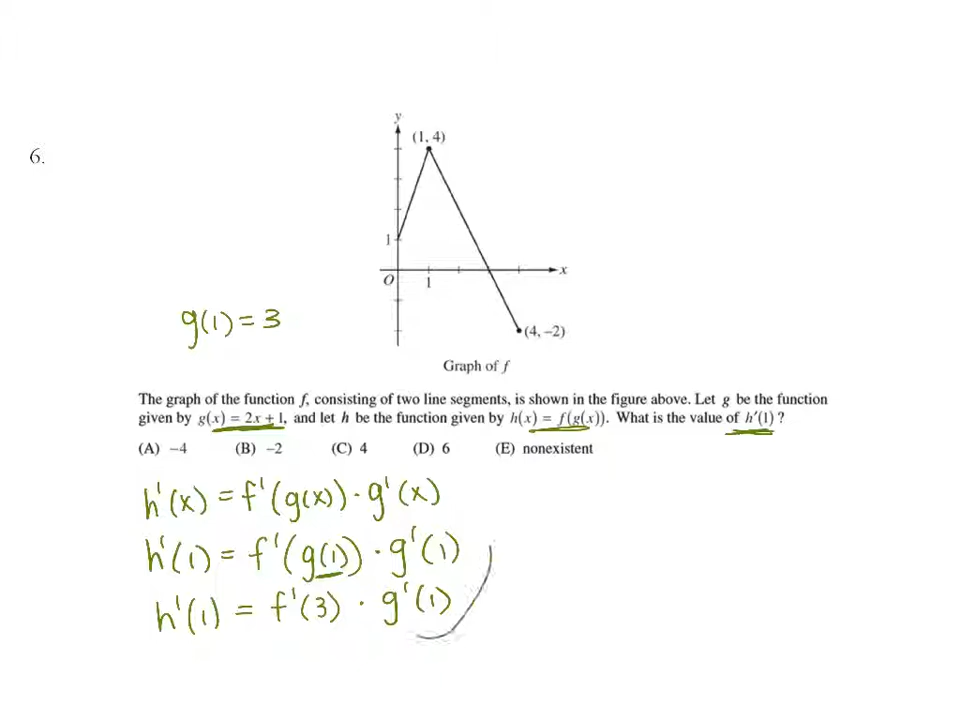 6.
y
(1, 4)
1
O
1
x
(4, –2)
g(1) = 3
Graph of f
The graph of the function f, consisting of two line segments, is shown in the figure above. Let g be the function
given by g(x) = 2x + 1, and let h be the function given by h(x) = f(g(x)). What is the value of h′(1) ?
(A) –4 (B) –2 (C) 4 (D) 6 (E) nonexistent
h'(x) = f'(g(x)) · g'(x)
h'(1) = f'(g(1)) · g'(1)
h'(1) = f'(3) · g'(1)